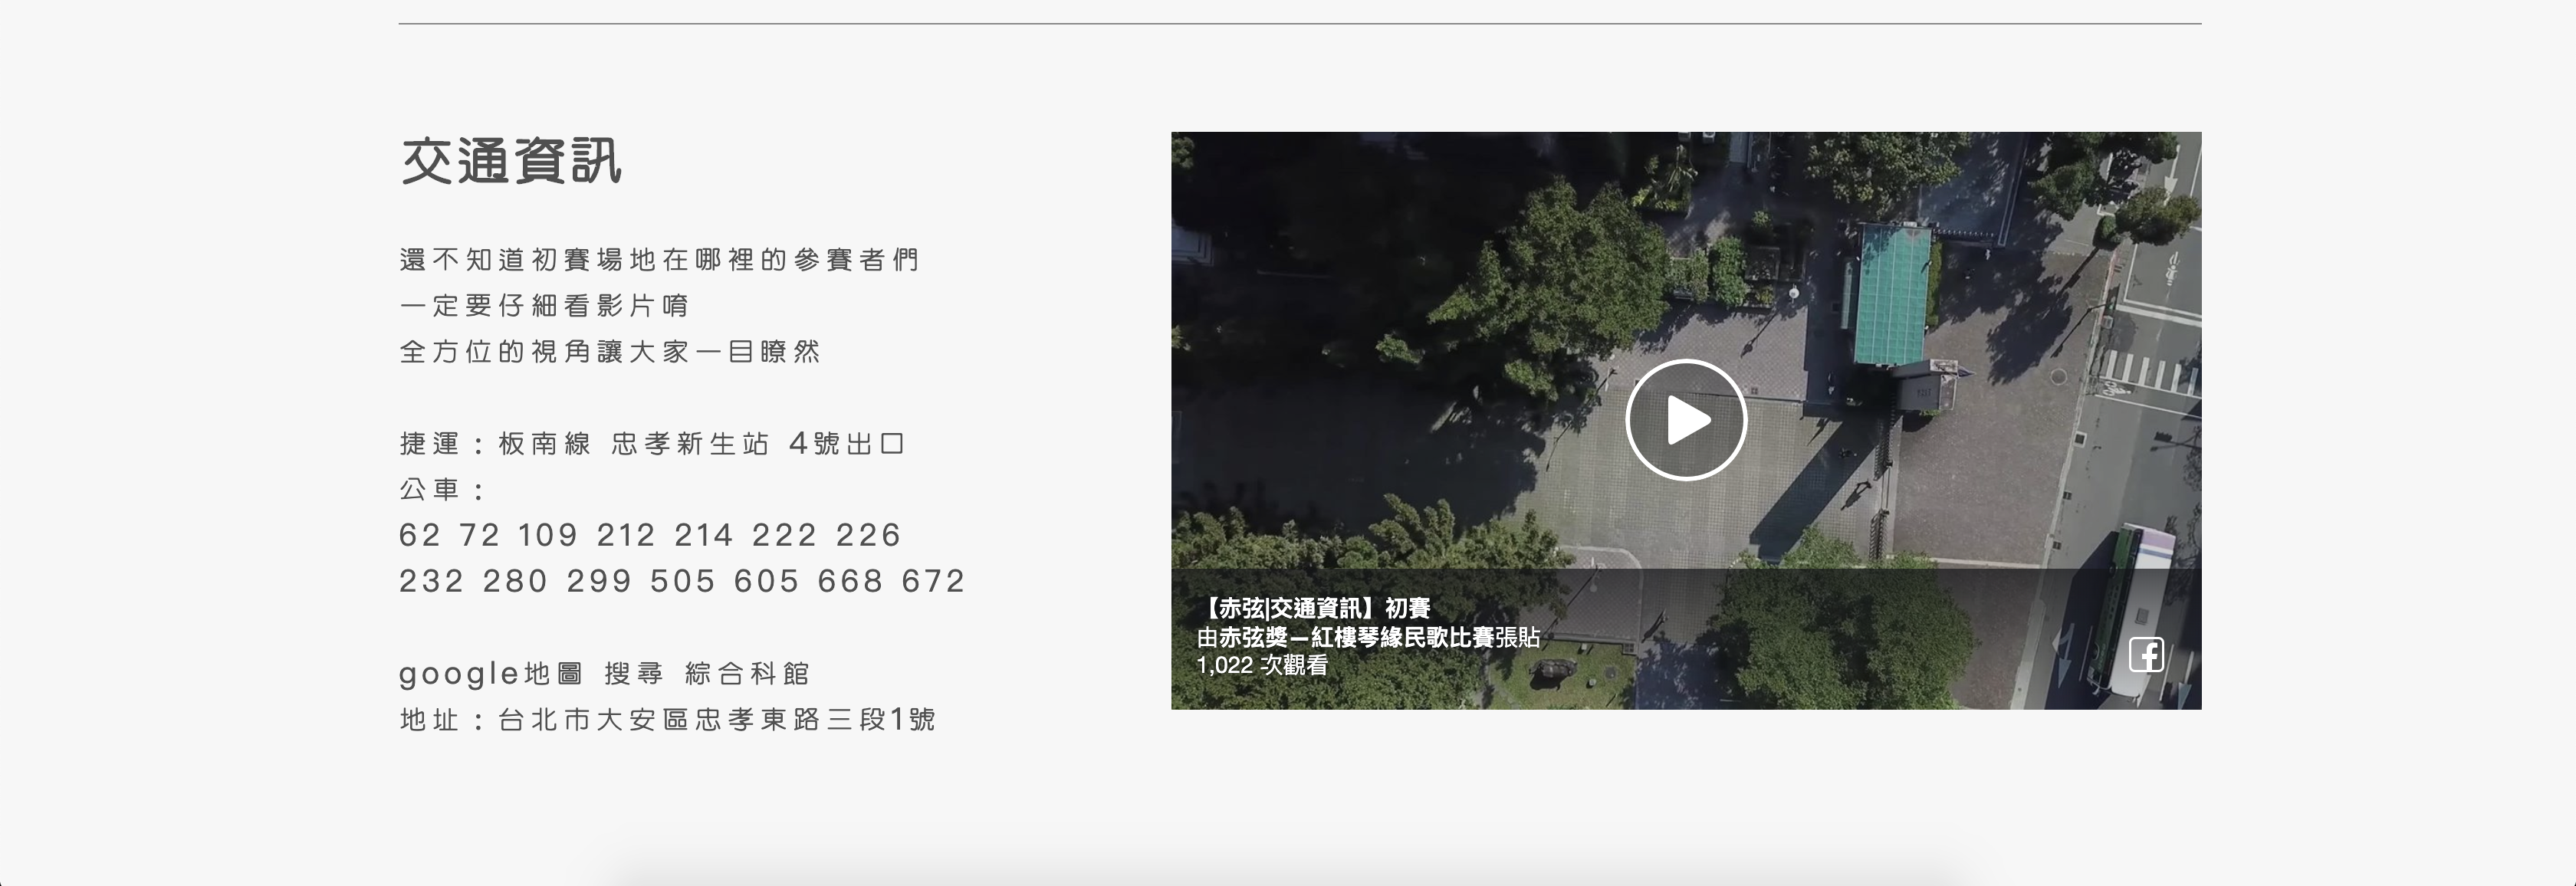 交通資訊
還不知道初賽場地在哪裡的參賽者們
一定要仔細看影片唷
全方位的視角讓大家一目瞭然
捷運：板南線 忠孝新生站 4號出口
公車：
62 72 109 212 214 222 226
232 280 299 505 605 668 672
google地圖 搜尋 綜合科館
地址：台北市大安區忠孝東路三段1號
【赤弦|交通資訊】初賽
由赤弦獎—紅樓琴緣民歌比賽張貼
1,022 次觀看